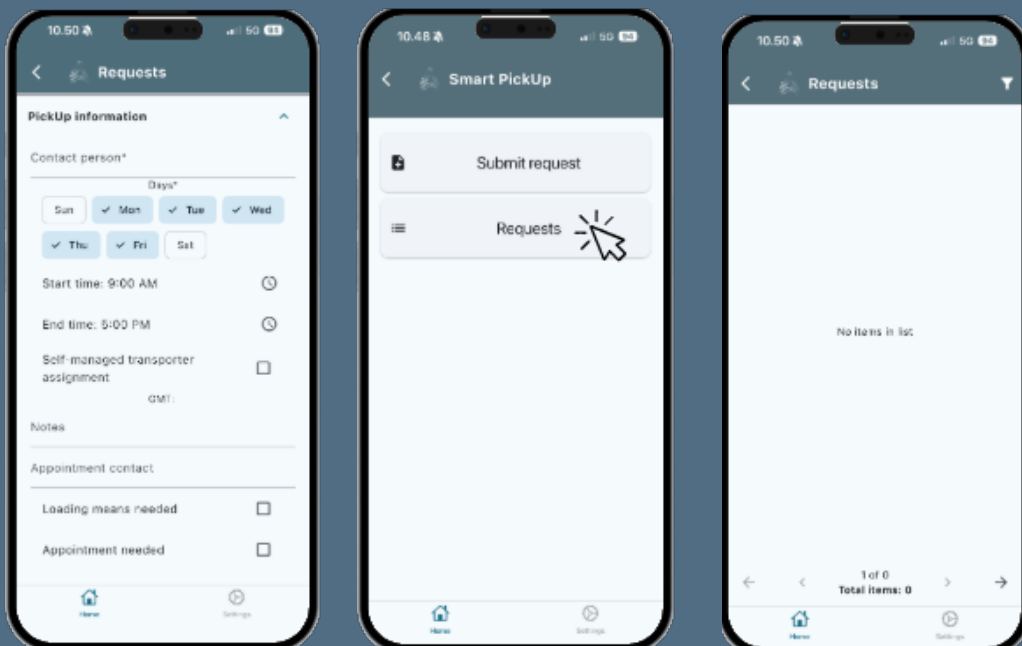 10.50
5G 93
Requests
PickUp information
Contact person*
Days*
Sun Mon Tue Wed
Thu Fri Sat
Start time: 9:00 AM
End time: 5:00 PM
Self-managed transporter
assignment
GMT:
Notes
Appointment contact
Loading means needed
Appointment needed
Home
Settings
10.48
5G 94
Smart PickUp
Submit request
Requests
Home
Settings
10.50
5G
Requests
No items in list
1 of 0
Total items: 0
Home
Settings